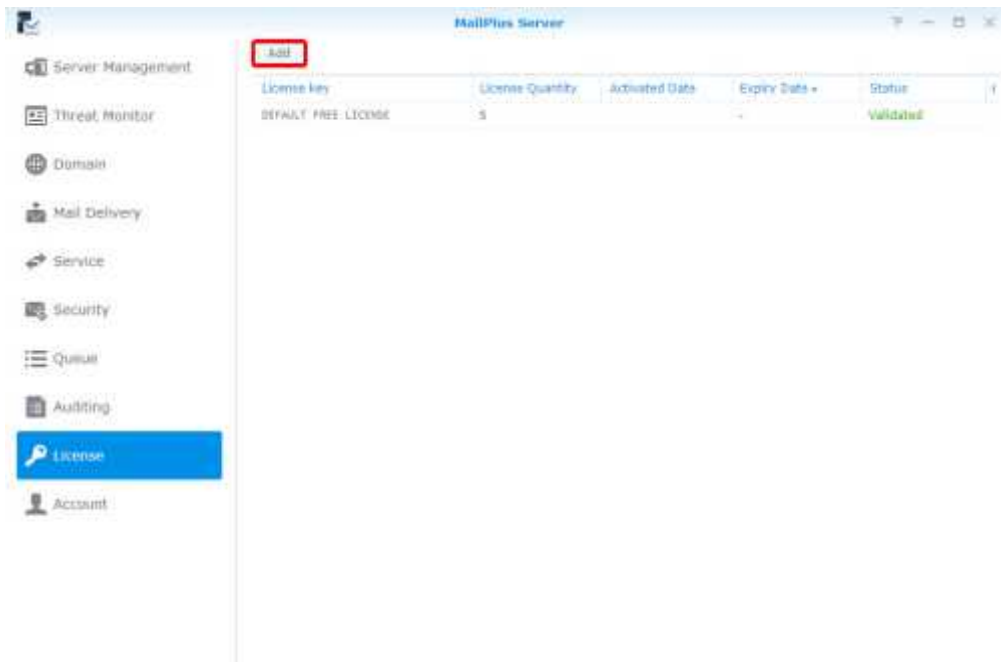 MailPlus Server
Server Management
Threat Monitor
Domain
Mail Delivery
Service
Security
Queue
Auditing
License
Account
Add
License key License Quantity Activated Date Expiry Date Status
DEFAULT FREE LICENSE 5 - Validated